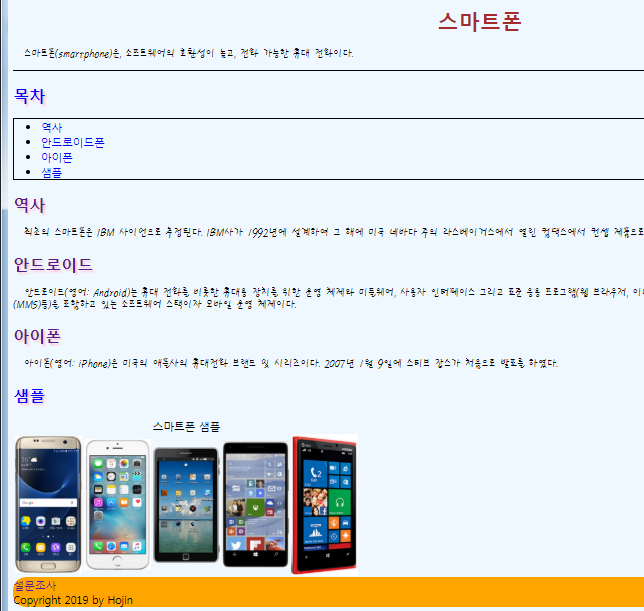 스마트폰
스마트폰(smartphone)은, 소프트웨어의 호환성이 높고, 전화 가능한 휴대 전화이다.
목차
역사
안드로이드폰
아이폰
샘플
역사
최초의 스마트폰은 IBM 사이먼으로 추정된다. IBM사가 1992년에 설계하여 그 해에 미국 네바다 주의 라스베이거스에서 열린 컴덱스에서 컨셉 제품으로
안드로이드
안드로이드(영어: Android)는 휴대 전화를 비롯한 휴대용 장치를 위한 운영 체제와 미들웨어, 사용자 인터페이스 그리고 표준 응용 프로그램(웹 브라우저, 이
(MMS)등)을 포함하고 있는 소프트웨어 스택이자 모바일 운영 체제이다.
아이폰
아이폰(영어: iPhone)은 미국의 애플사의 휴대전화 브랜드 및 시리즈이다. 2007년 1월 9일에 스티브 잡스가 처음으로 발표를 하였다.
샘플
스마트폰 샘플
설문조사
Copyright 2019 by Hojin